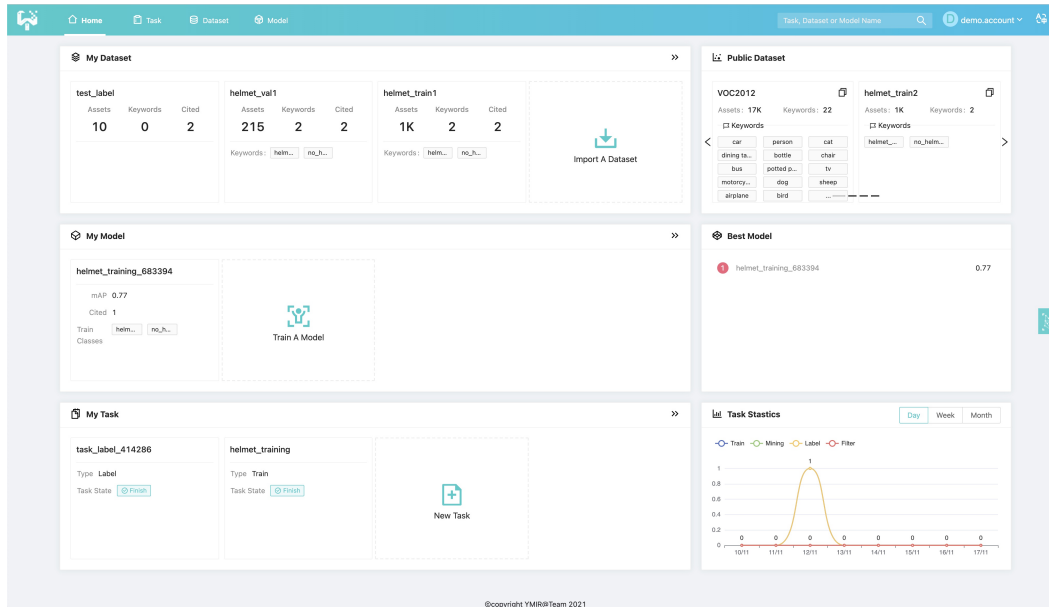 Home Task Dataset Model Task, Dataset or Model Name D demo.account
My Dataset
test_label
Assets Keywords Cited
10 0 2
helmet_val1
Assets Keywords Cited
215 2 2
Keywords: helm... no_h...
helmet_train1
Assets Keywords Cited
1K 2 2
Keywords: helm... no_h...
Import A Dataset
Public Dataset
VOC2012
Assets: 17K Keywords: 22
Keywords
car person cat
dining ta... bottle chair
bus potted p... tv
motorcy... dog sheep
airplane bird ...
helmet_train2
Assets: 1K Keywords: 2
Keywords
helmet_... no_helm...
My Model
helmet_training_683394
mAP 0.77
Cited 1
Train helm... no_h...
Classes
Train A Model
Best Model
1 helmet_training_683394 0.77
My Task
task_label_414286
Type Label
Task State Finish
helmet_training
Type Train
Task State Finish
New Task
Task Stastics Day Week Month
Train Mining Label Filter
1
1
0.8
0.6
0.4
0.2
0 0 0 0 0 0 0 0
0
10/11 11/11 12/11 13/11 14/11 15/11 16/11 17/11
©copyright YMIR@Team 2021